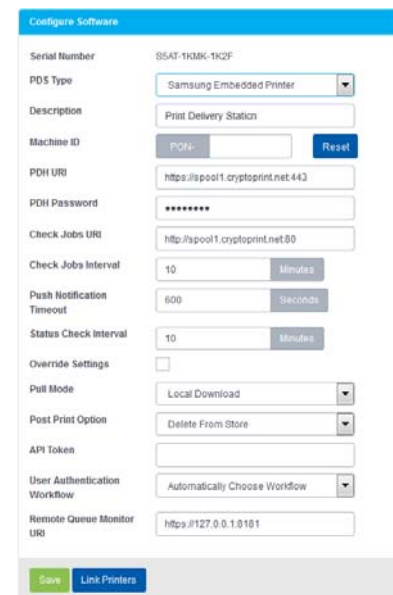 Configure Software
Serial Number S5AT-1KMK-1K2F
PDS Type Samsung Embedded Printer
Description Print Delivery Station
Machine ID PON- Reset
PDH URI https://spool1.cryptoprint.net:443
PDH Password ••••••••
Check Jobs URI http://spool1.cryptoprint.net:80
Check Jobs Interval 10 Minutes
Push Notification
Timeout 600 Seconds
Status Check Interval 10 Minutes
Override Settings
Pull Mode Local Download
Post Print Option Delete From Store
API Token
User Authentication
Workflow Automatically Choose Workflow
Remote Queue Monitor
URI https://127.0.0.1:8181
Save Link Printers